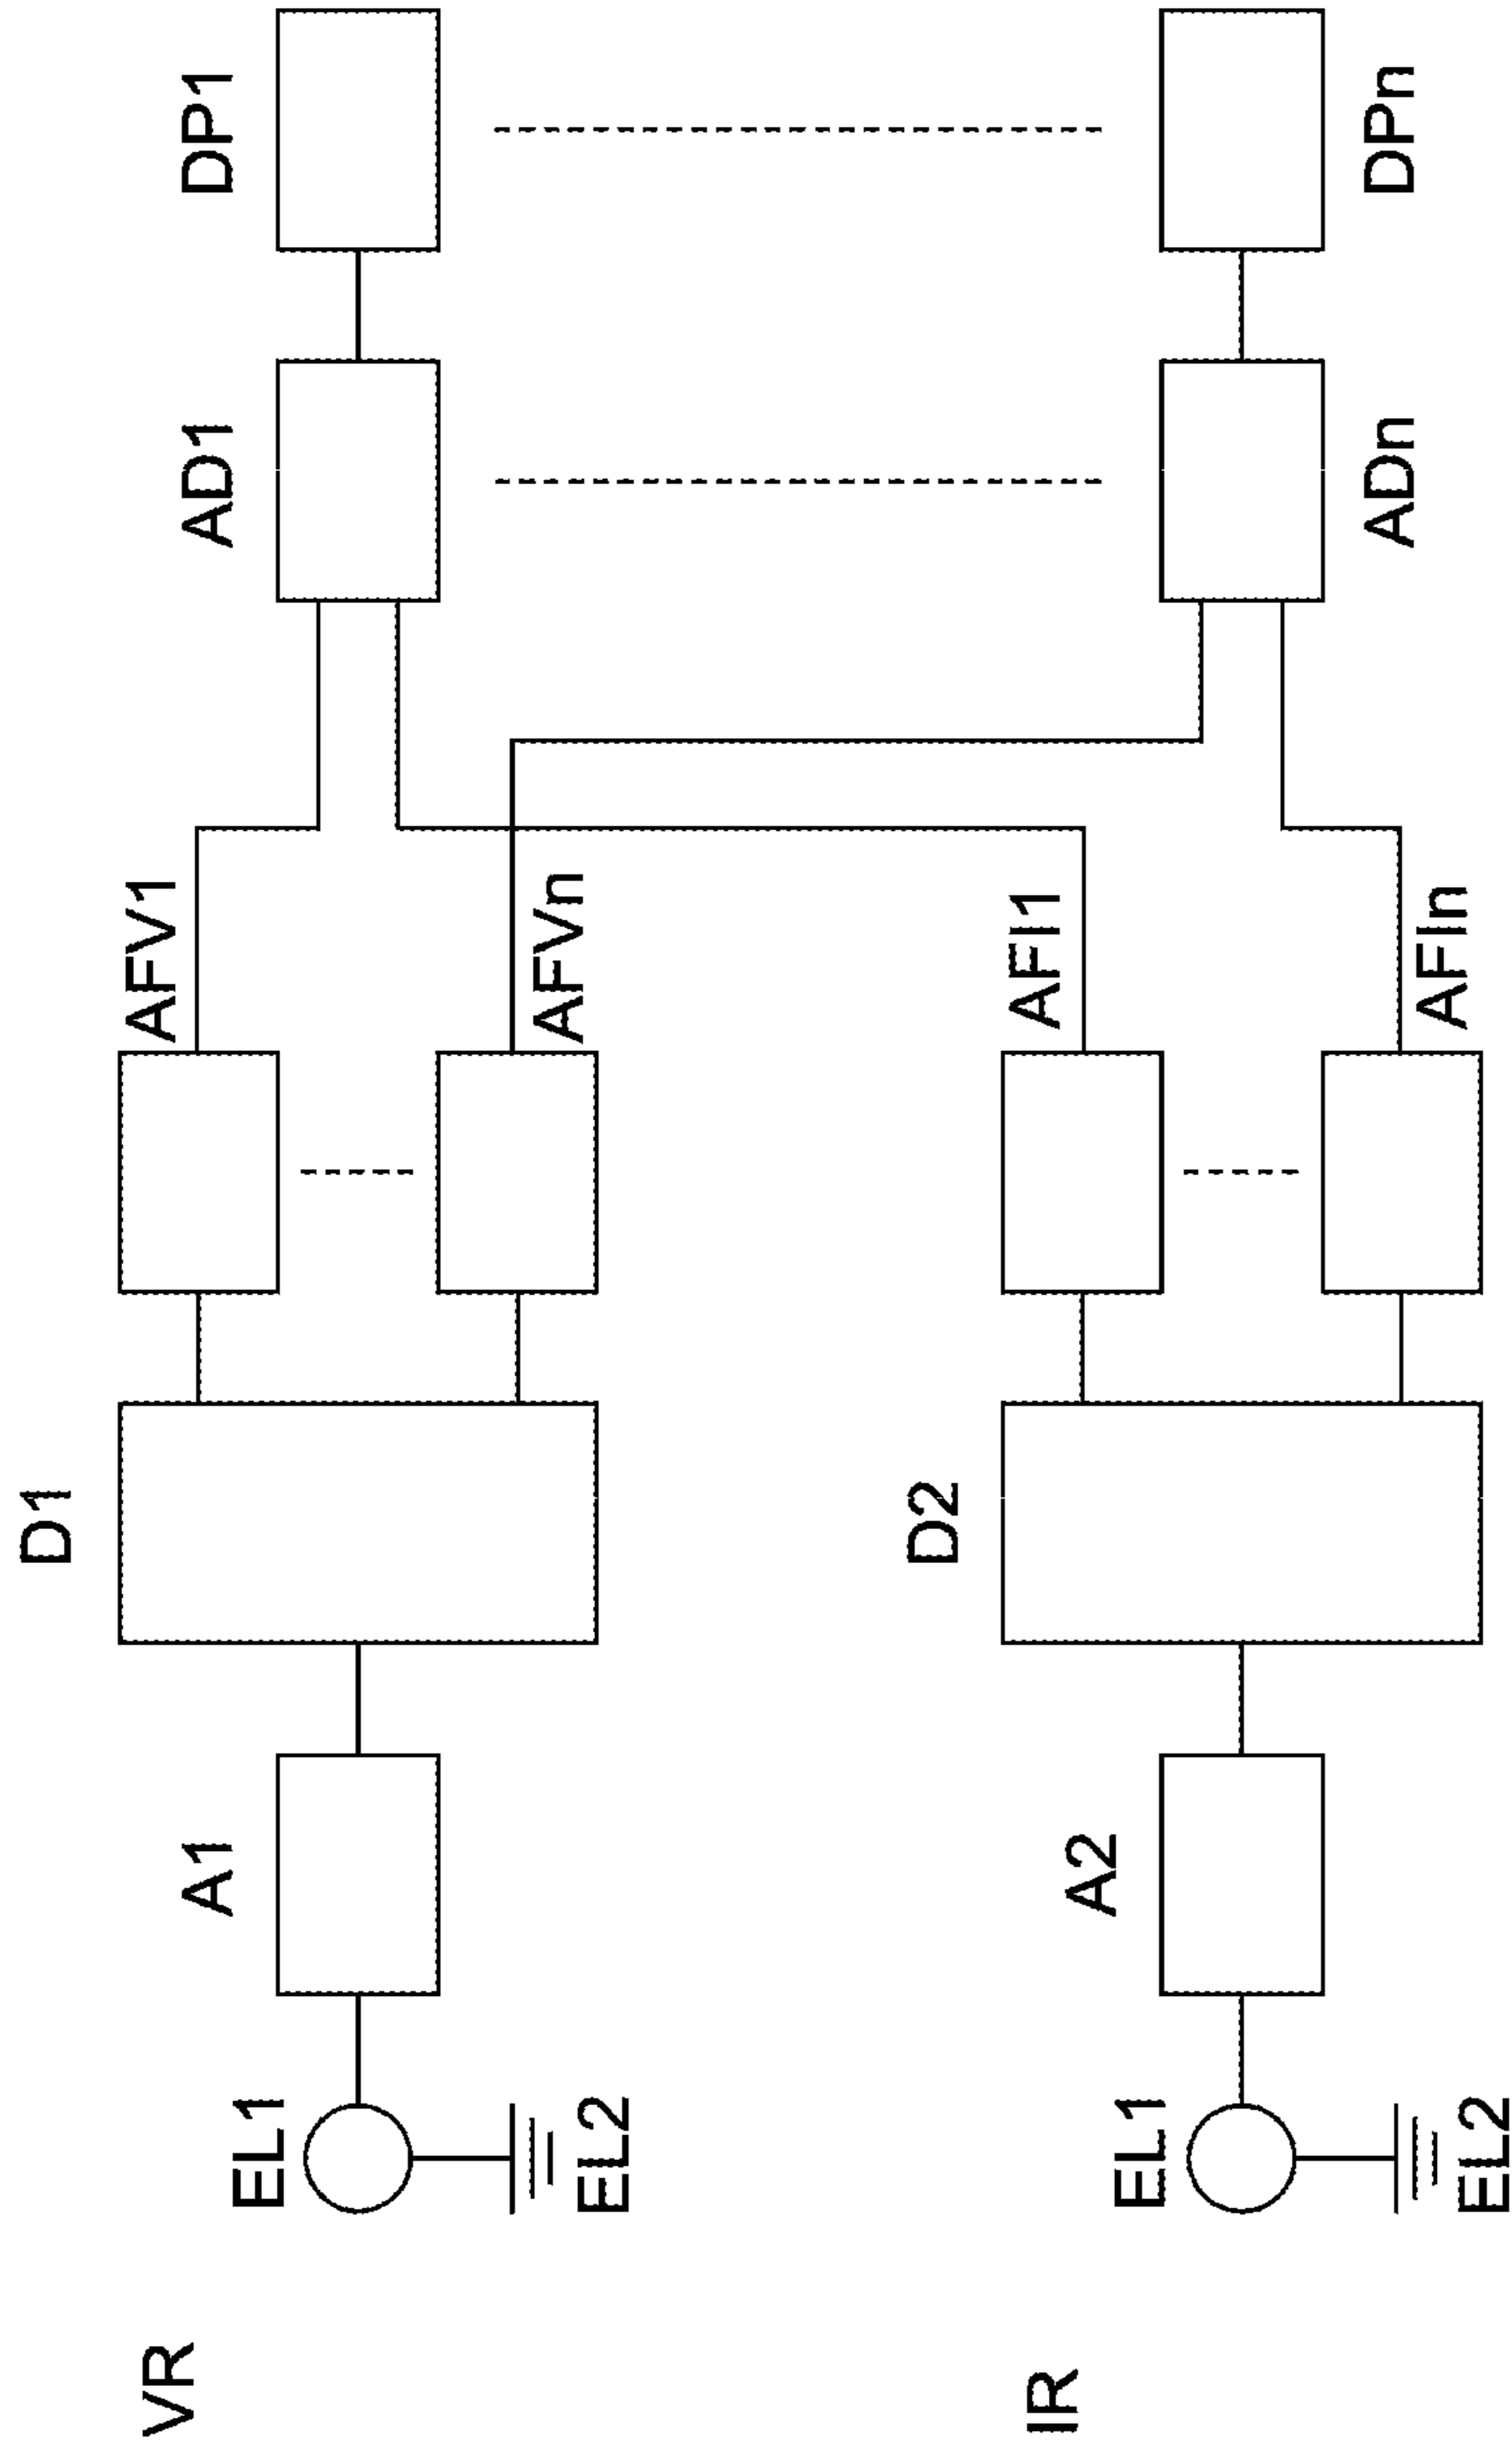 VR
EL1
EL2
A1
D1
AFV1
AFVn
AD1
DP1
IR
EL1
EL2
A2
D2
AFI1
AFIn
ADn
DPn